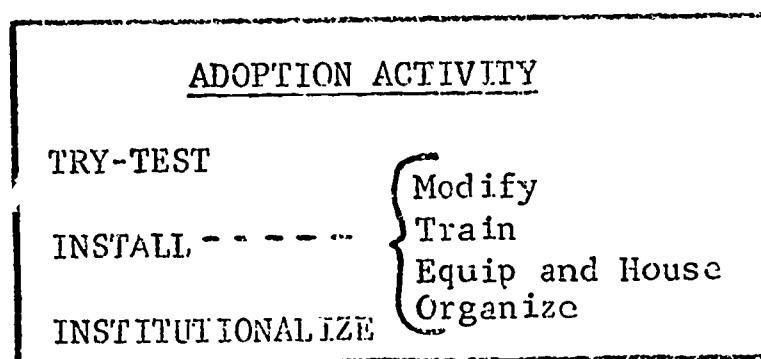 ADOPTION ACTIVITY
TRY-TEST
Modify
INSTALL - - - - - Train
Equip and House
Organize
INSTITUTIONALIZE